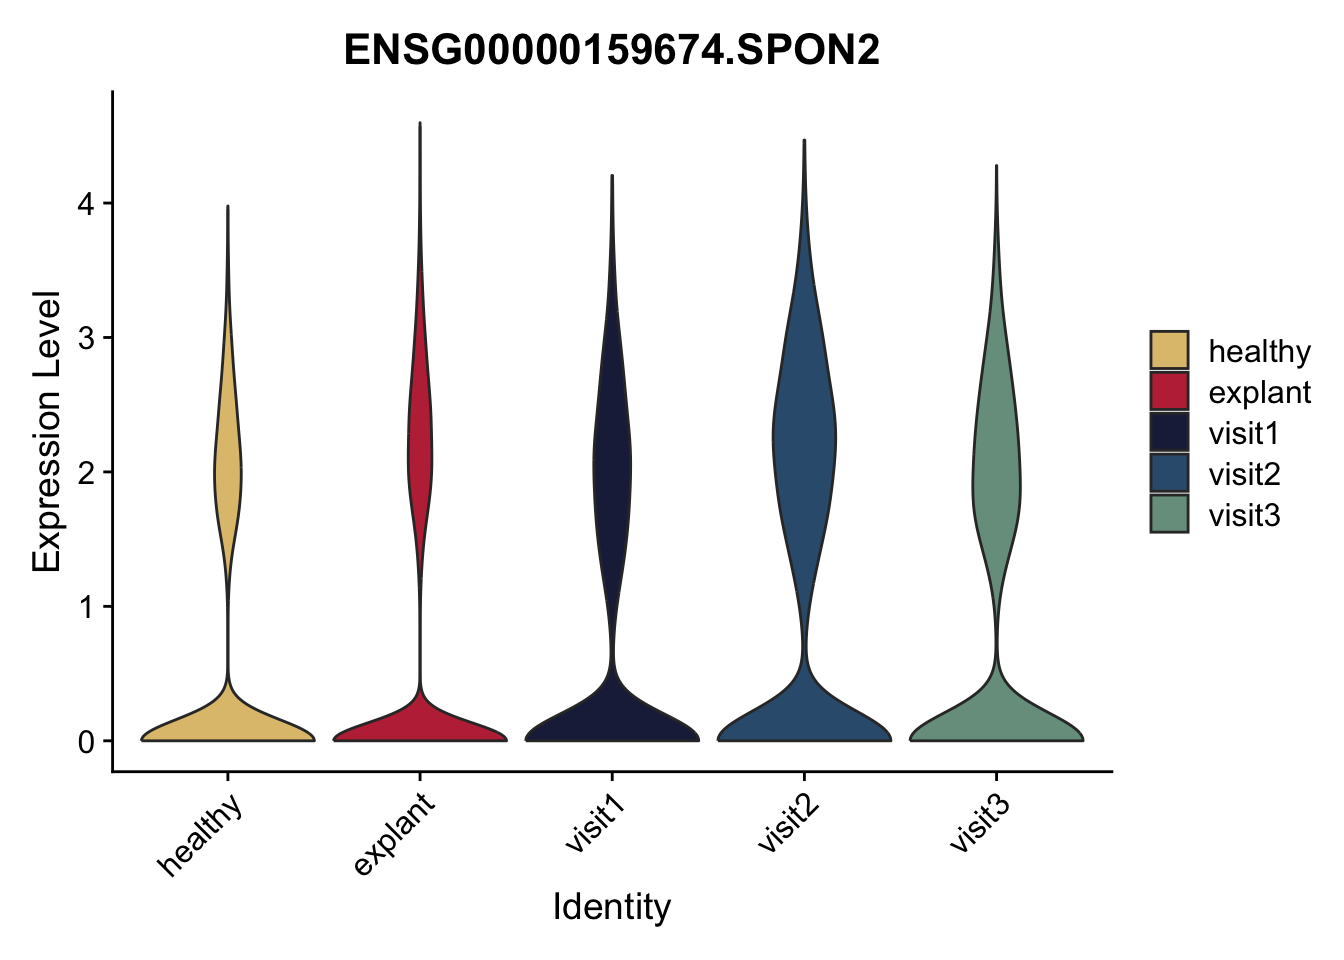 ENSG00000159674.SPON2
Expression Level
4
3
2
1
0
healthy
explant
visit1
visit2
visit3
Identity
healthy
explant
visit1
visit2
visit3